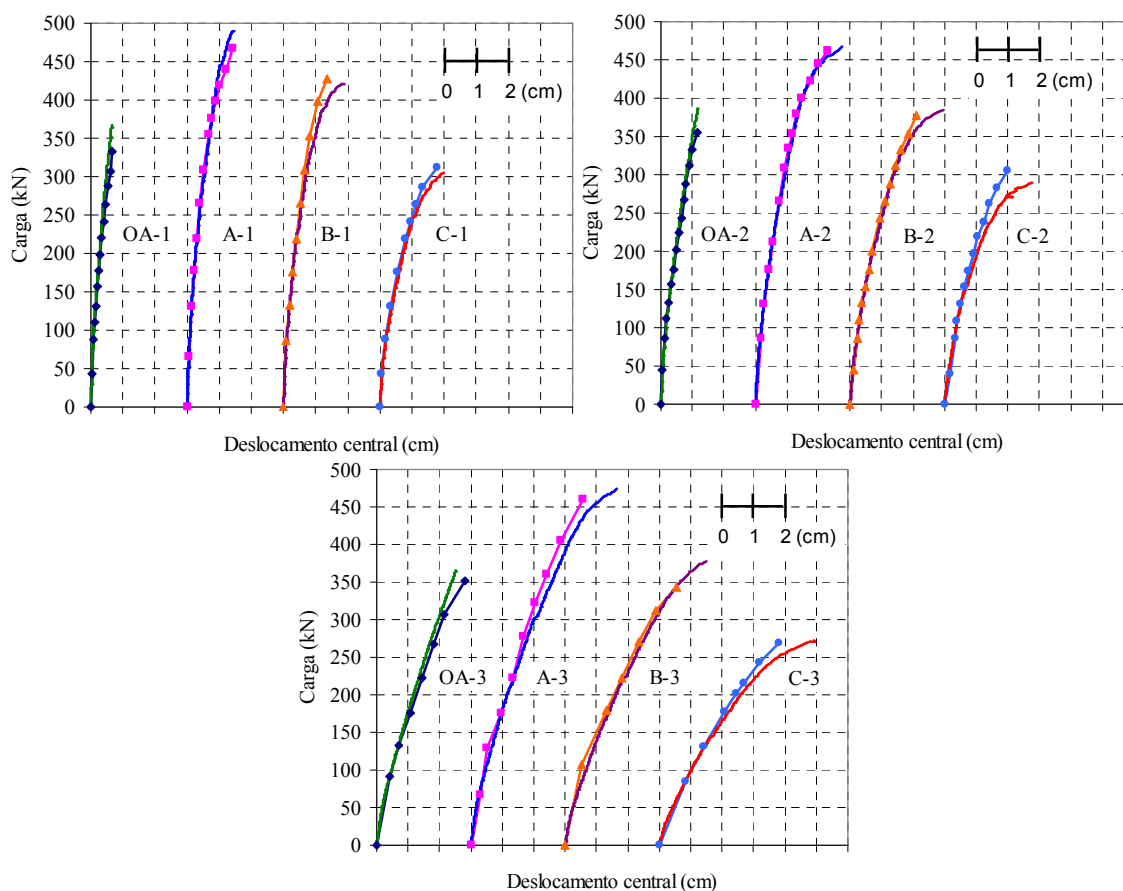 500
450
400
350
300
250
200
150
100
50
0
Carga (kN)
OA-1 A-1 B-1 C-1
0 1 2 (cm)
Deslocamento central (cm)
500
450
400
350
300
250
200
150
100
50
0
Carga (kN)
OA-2 A-2 B-2 C-2
0 1 2 (cm)
Deslocamento central (cm)
500
450
400
350
300
250
200
150
100
50
0
Carga (kN)
OA-3 A-3 B-3 C-3
0 1 2 (cm)
Deslocamento central (cm)